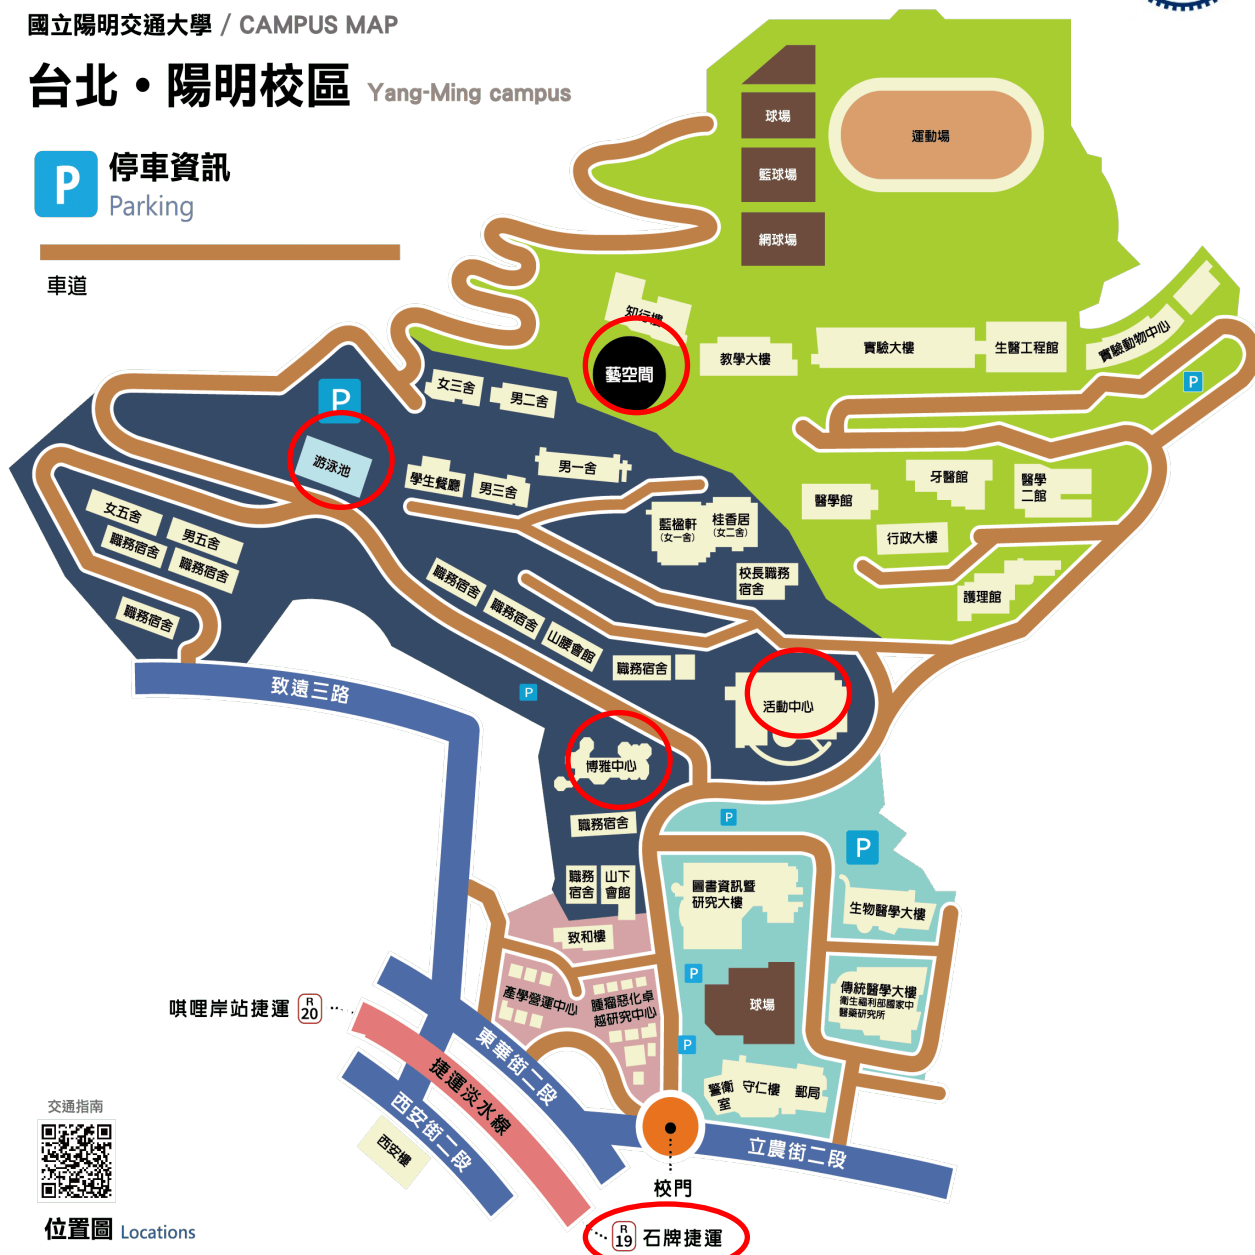 國立陽明交通大學 / CAMPUS MAP
台北・陽明校區 Yang-Ming campus
P 停車資訊
Parking
車道
球場
運動場
籃球場
網球場
知行樓
藝空間
教學大樓
實驗大樓
生醫工程館
實驗動物中心
P
P
女三舍
男二舍
游泳池
學生餐廳
男三舍
男一舍
牙醫館
醫學
二館
醫學館
行政大樓
護理館
女五舍
職務宿舍
男五舍
職務宿舍
職務宿舍
藍楹軒
(女一舍)
桂香居
(女二舍)
校長職務
宿舍
職務宿舍
職務宿舍
山腰會館
職務宿舍
致遠三路
P
活動中心
博雅中心
職務宿舍
P
P
職務
宿舍
山下
會館
圖書資訊暨
研究大樓
生物醫學大樓
致和樓
P
產學營運中心
腫瘤惡化卓
越研究中心
球場
傳統醫學大樓
衛生福利部國家中
醫藥研究所
唭哩岸站捷運 R
20
P
東華街二段
捷運淡水線
西安街二段
西安樓
警衛
室
守仁樓
郵局
立農街二段
校門
R
19 石牌捷運
交通指南
位置圖 Locations